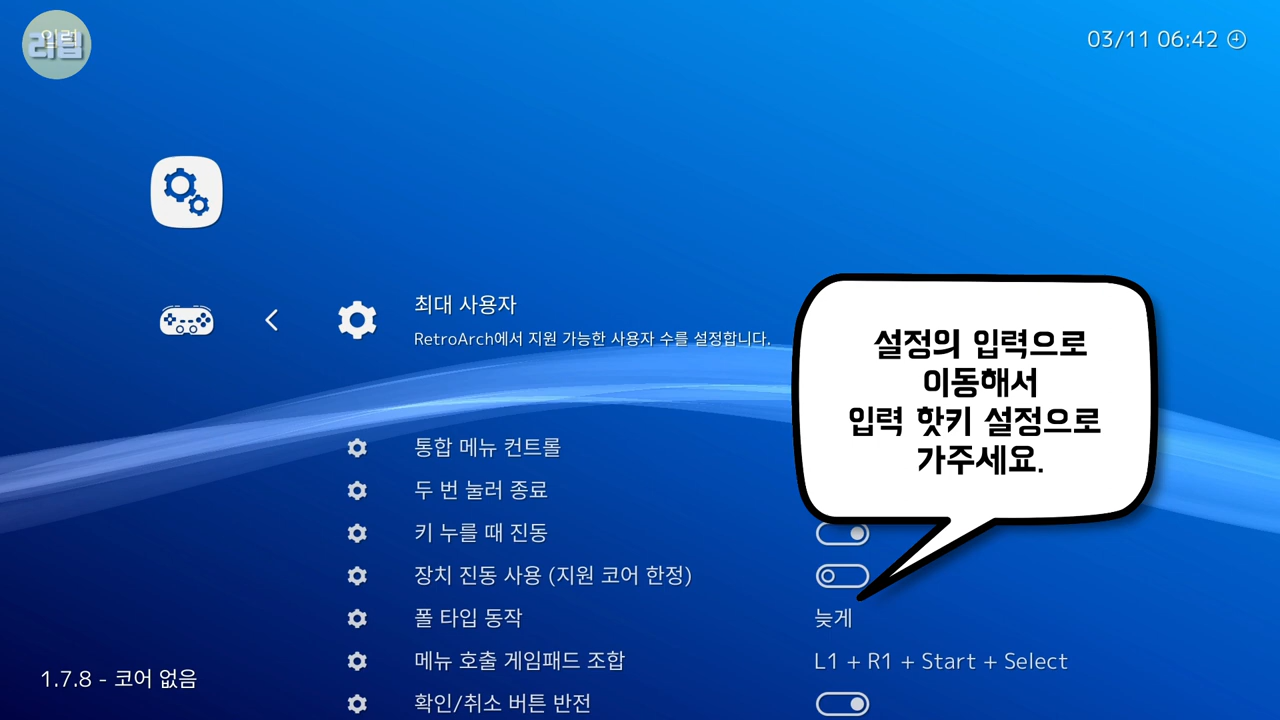 입력
리뷥
03/11 06:42
최대 사용자
RetroArch에서 지원 가능한 사용자 수를 설정합니다.
설정의 입력으로
이동해서
입력 핫키 설정으로
가주세요.
통합 메뉴 컨트롤
두 번 눌러 종료
키 누를 때 진동
장치 진동 사용 (지원 코어 한정)
폴 타입 동작 늦게
메뉴 호출 게임패드 조합 L1 + R1 + Start + Select
확인/취소 버튼 반전
1.7.8 - 코어 없음